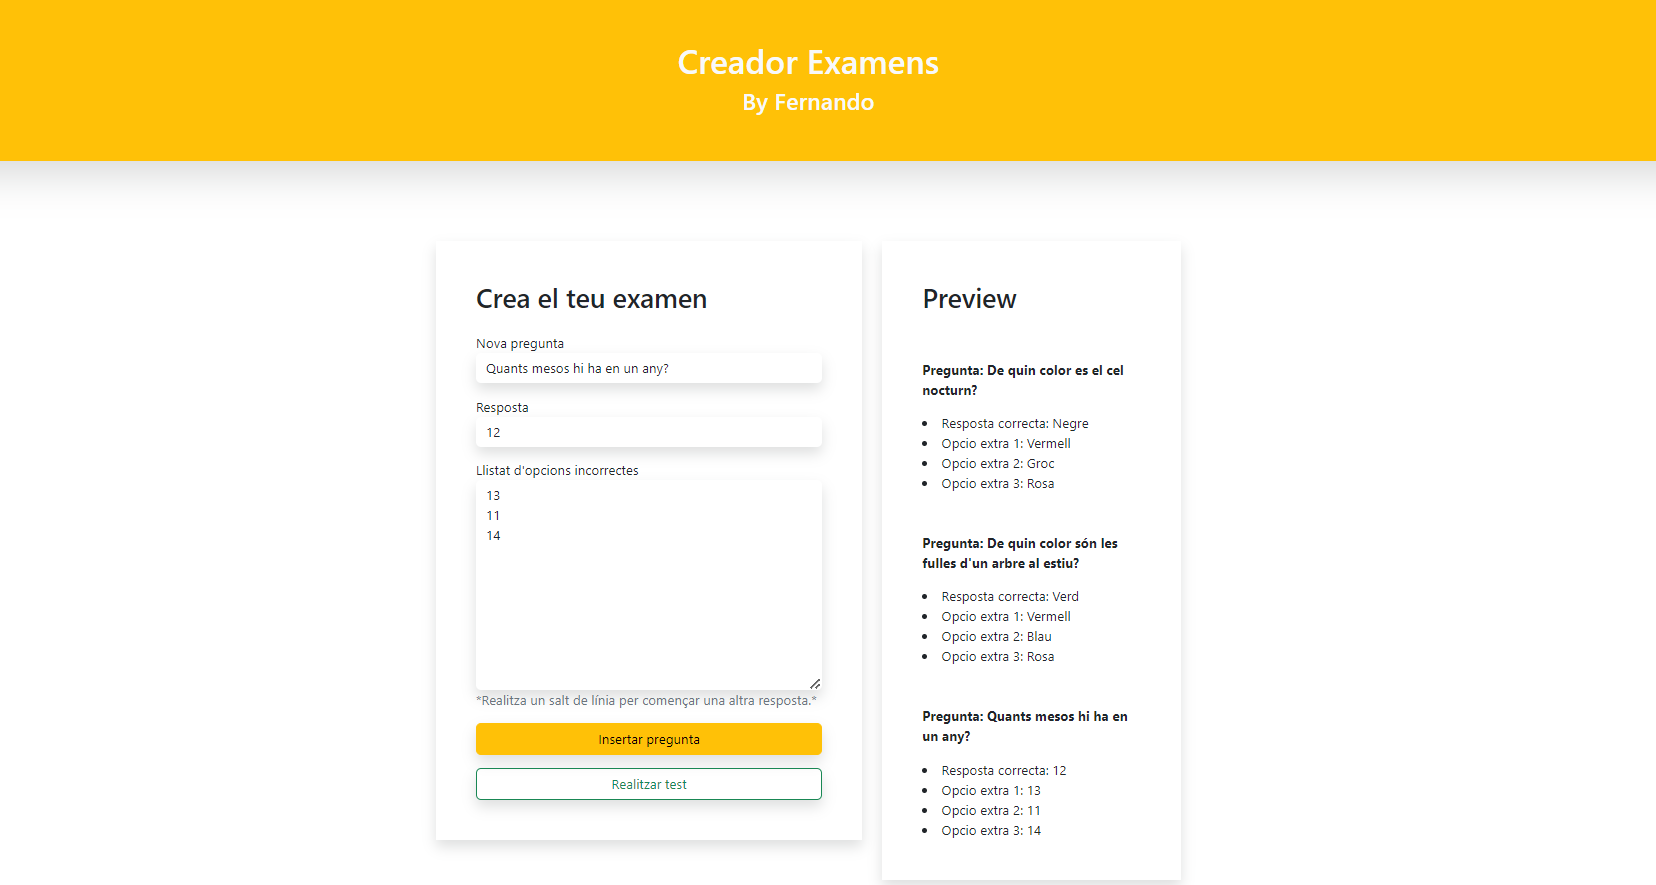 Creador Examens
By Fernando
Crea el teu examen
Nova pregunta
Quants mesos hi ha en un any?
Resposta
12
Llistat d'opcions incorrectes
13
11
14
*Realitza un salt de línia per començar una altra resposta.*
Insertar pregunta
Realitzar test
Preview
Pregunta: De quin color es el cel
nocturn?
Resposta correcta: Negre
Opcio extra 1: Vermell
Opcio extra 2: Groc
Opcio extra 3: Rosa
Pregunta: De quin color són les
fulles d'un arbre al estiu?
Resposta correcta: Verd
Opcio extra 1: Vermell
Opcio extra 2: Blau
Opcio extra 3: Rosa
Pregunta: Quants mesos hi ha en
un any?
Resposta correcta: 12
Opcio extra 1: 13
Opcio extra 2: 11
Opcio extra 3: 14